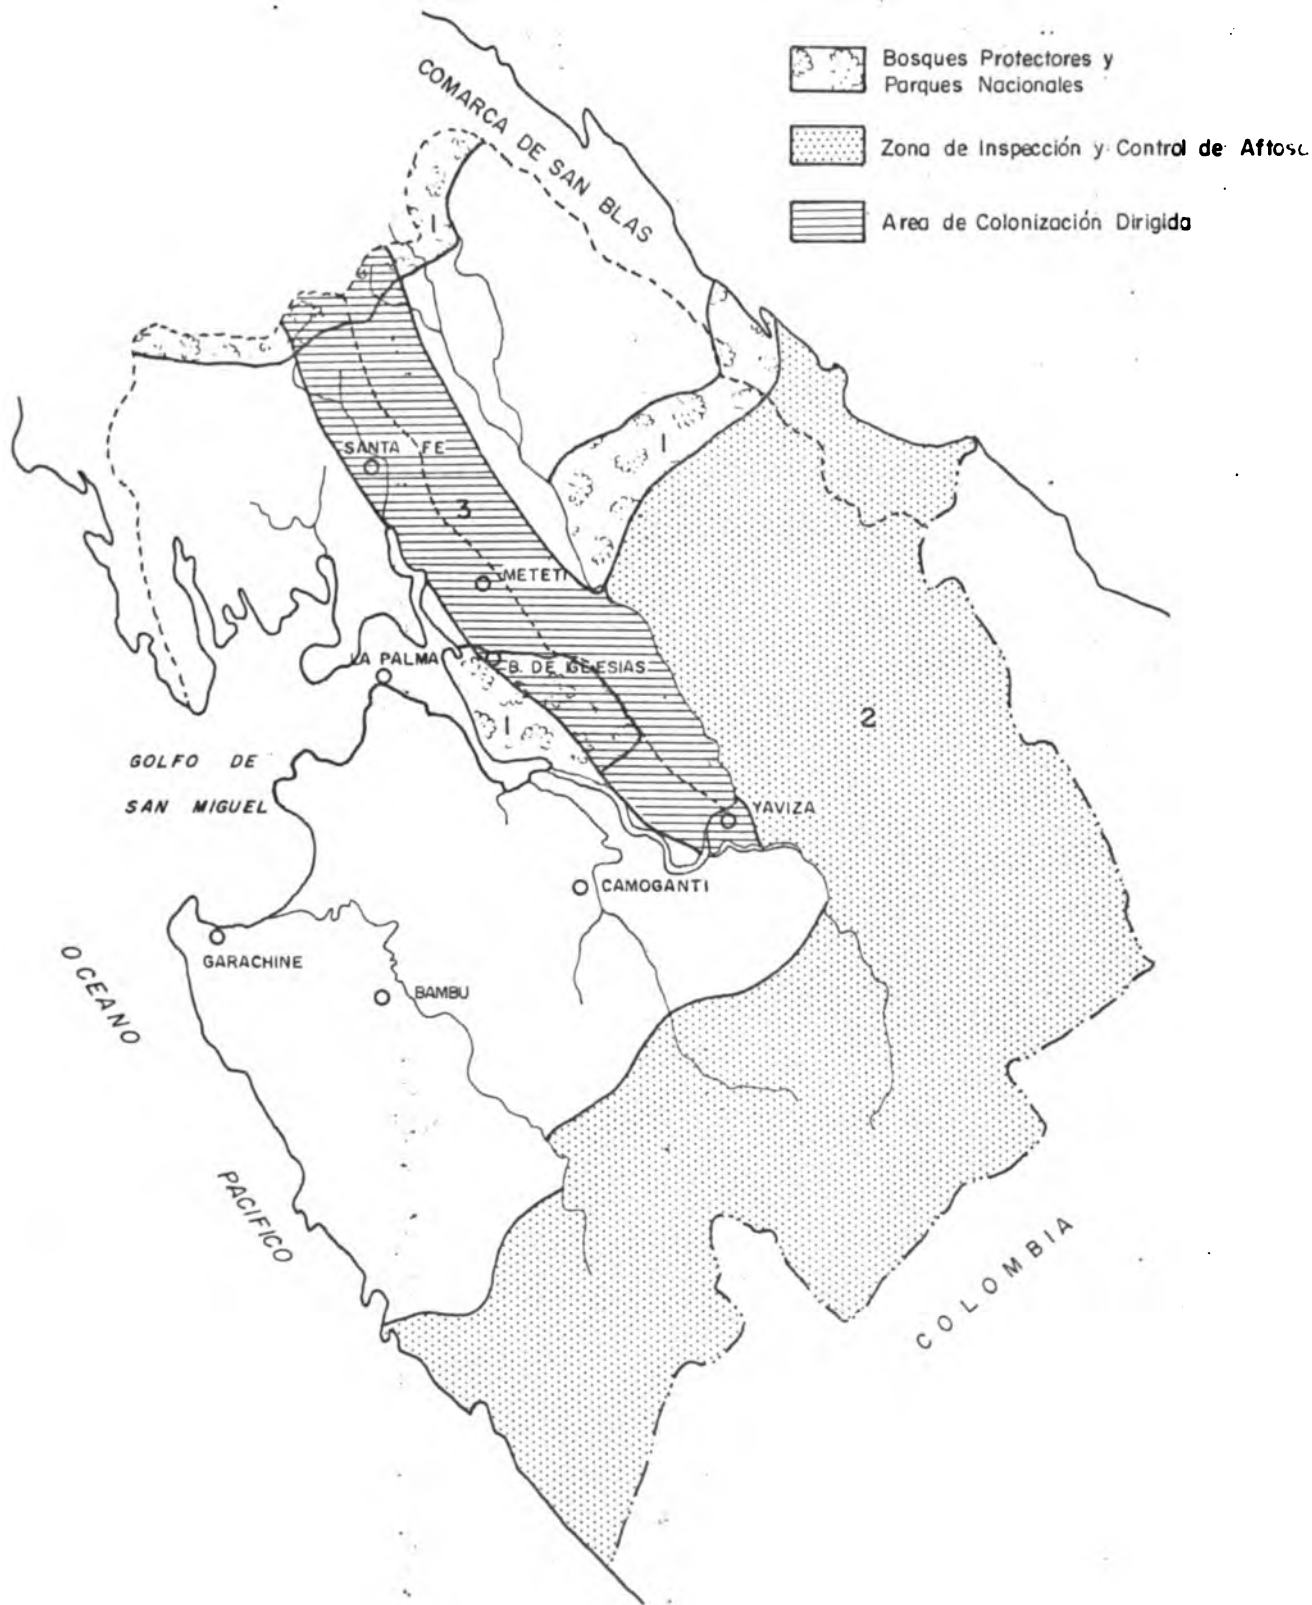 Bosques Protectores y
Parques Nacionales
Zona de Inspección y Control de Aftosa
Area de Colonización Dirigida
COMARCA DE SAN BLAS
1
1
SANTA FE
3
METETI
LA PALMA
B. DE IGLESIAS
1
2
GOLFO DE
SAN MIGUEL
YAVIZA
CAMOGANTI
GARACHINE
BAMBU
OCEANO
PACIFICO
COLOMBIA